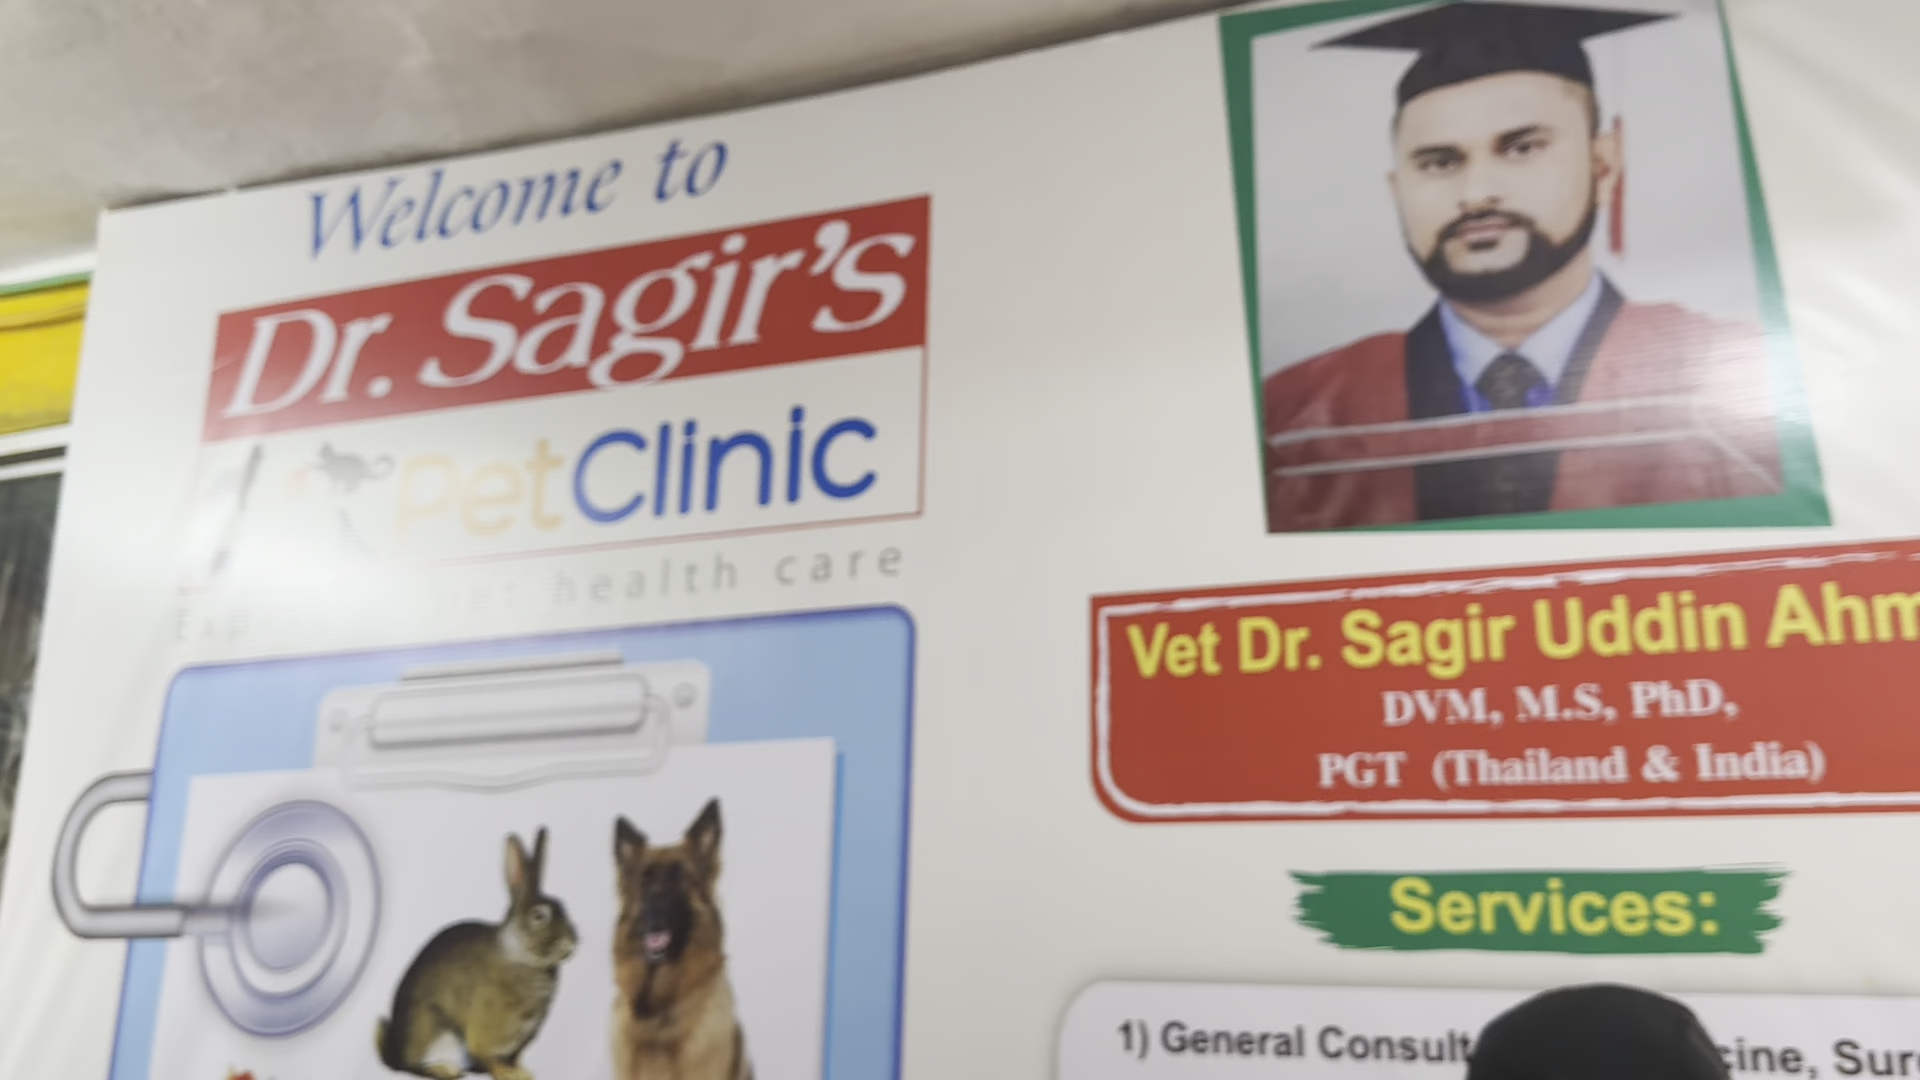 Welcome to
Dr. Sagir's
PetClinic
pet health care
Vet Dr. Sagir Uddin Ahm
DVM, M.S, PhD,
PGT (Thailand & India)
Services:
1) General Consult cine, Sur